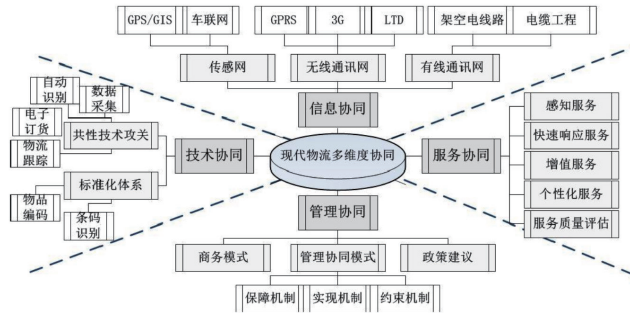 GPS/GIS
车联网
GPRS
3G
LTD
架空电线路
电缆工程
传感网
无线通讯网
有线通讯网
信息协同
自动
识别
数据
采集
电子
订货
共性技术攻关
物流
跟踪
技术协同
标准化体系
物品
编码
条码
识别
现代物流多维度协同
服务协同
感知服务
快速响应服务
增值服务
个性化服务
服务质量评估
管理协同
商务模式
管理协同模式
政策建议
保障机制
实现机制
约束机制